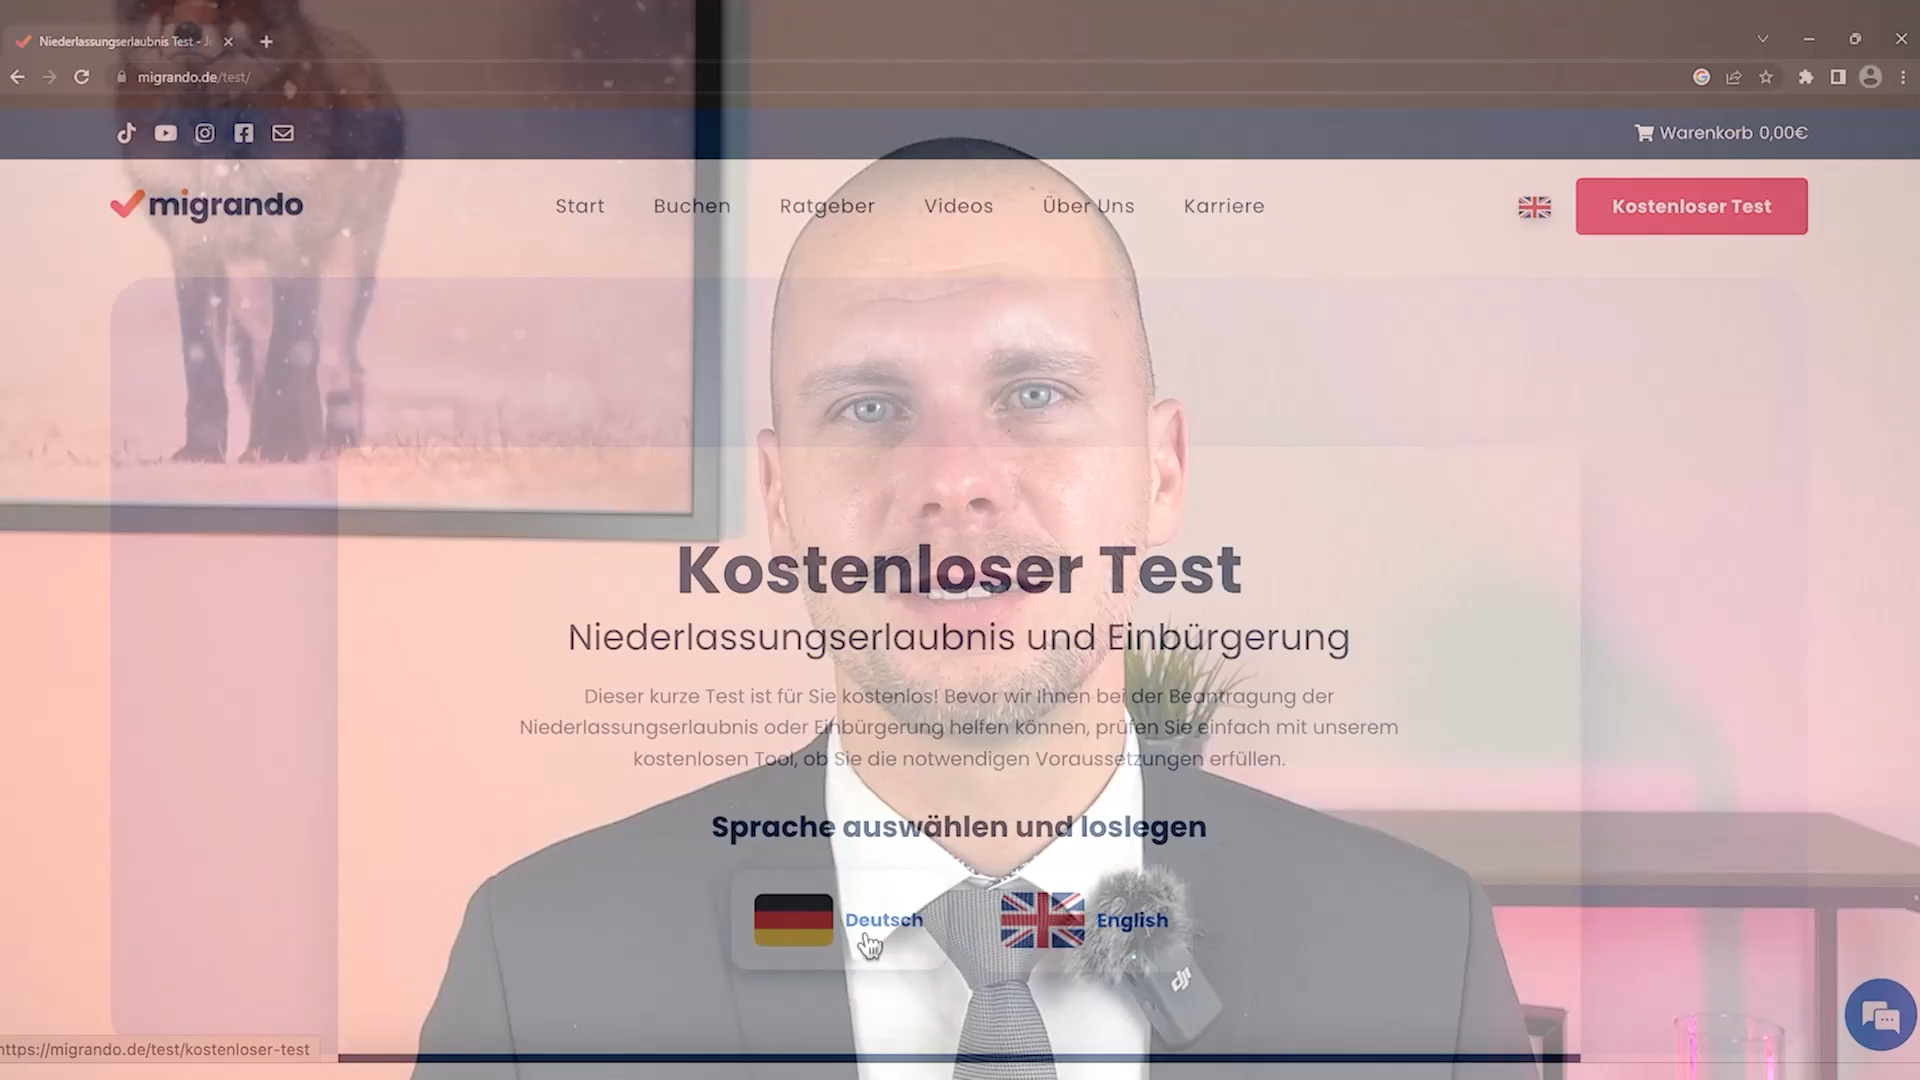 Niederlassungserlaubnis Test - J
migrando.de/test/
Warenkorb 0,00€
migrando
Start
Buchen
Ratgeber
Videos
Über Uns
Karriere
Kostenloser Test
Kostenloser Test
Niederlassungserlaubnis und Einbürgerung
Dieser kurze Test ist für Sie kostenlos! Bevor wir Ihnen bei der Beantragung der
Niederlassungserlaubnis oder Einbürgerung helfen können, prüfen Sie einfach mit unserem
kostenlosen Tool, ob Sie die notwendigen Voraussetzungen erfüllen.
Sprache auswählen und loslegen
Deutsch
English
dji
https://migrando.de/test/kostenloser-test